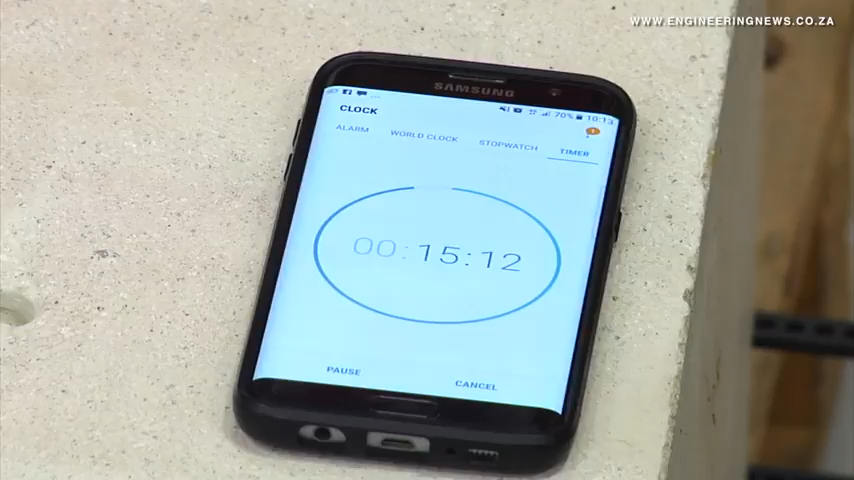 WWW.ENGINEERINGNEWS.CO.ZA
SAMSUNG
70% 10:13
CLOCK
ALARM WORLD CLOCK STOPWATCH TIMER
00:15:12
PAUSE CANCEL